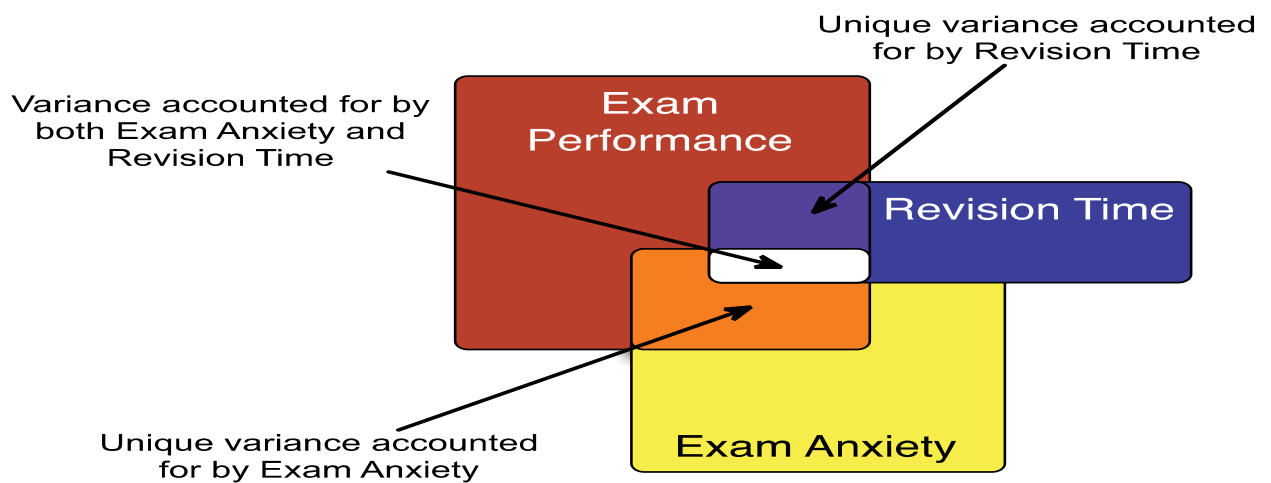 Unique variance accounted
for by Revision Time
Variance accounted for by
both Exam Anxiety and
Revision Time
Exam
Performance
Revision Time
Exam Anxiety
Unique variance accounted
for by Exam Anxiety